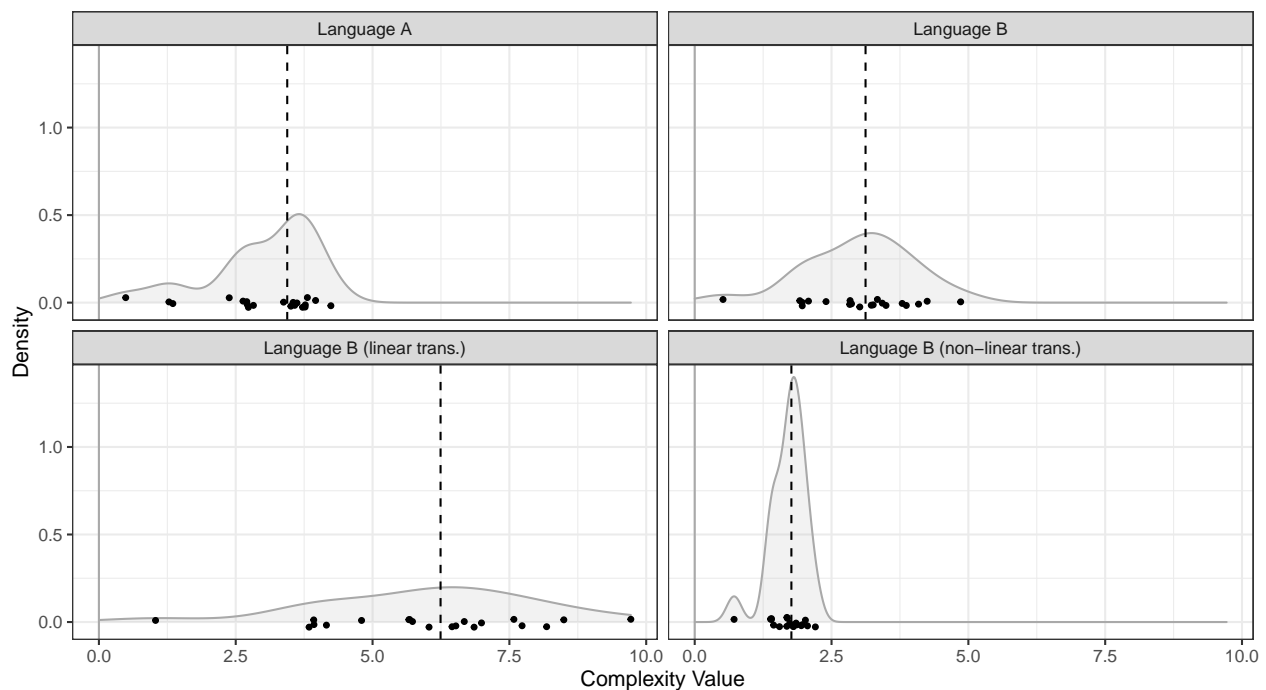 Language A
Language B
1.0
0.5
0.0
Density
Language B (linear trans.)
Language B (non−linear trans.)
1.0
0.5
0.0
0.0
2.5
5.0
7.5
10.0
0.0
2.5
5.0
7.5
10.0
Complexity Value